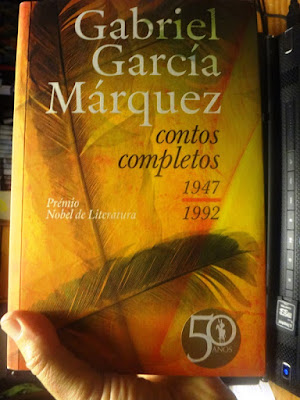 Gabriel
García
Márquez
contos
completos
1947
1992
Prémio
Nobel de Literatura
50
ANOS